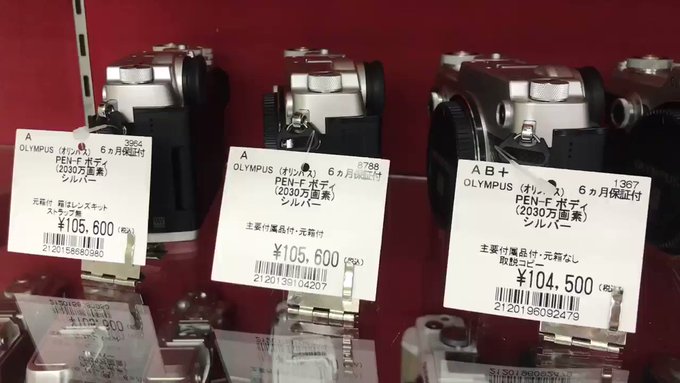 A 3964
OLYMPUS (オリンパス) 6ヵ月保証付
PEN-F ボディ
(2030万画素)
シルバー
元箱付 箱はレンズキット
ストラップ無
¥105,600 (税込)
2120158680980
A 8788
OLYMPUS (オリンパス) 6ヵ月保証付
PEN-F ボディ
(2030万画素)
シルバー
主要付属品付・元箱付
¥105,600 (税込)
2120139104207
AB+ 1367
OLYMPUS (オリンパス) 6ヵ月保証付
PEN-F ボディ
(2030万画素)
シルバー
主要付属品付・元箱なし
取説コピー
¥104,500 (税込)
2120196092479